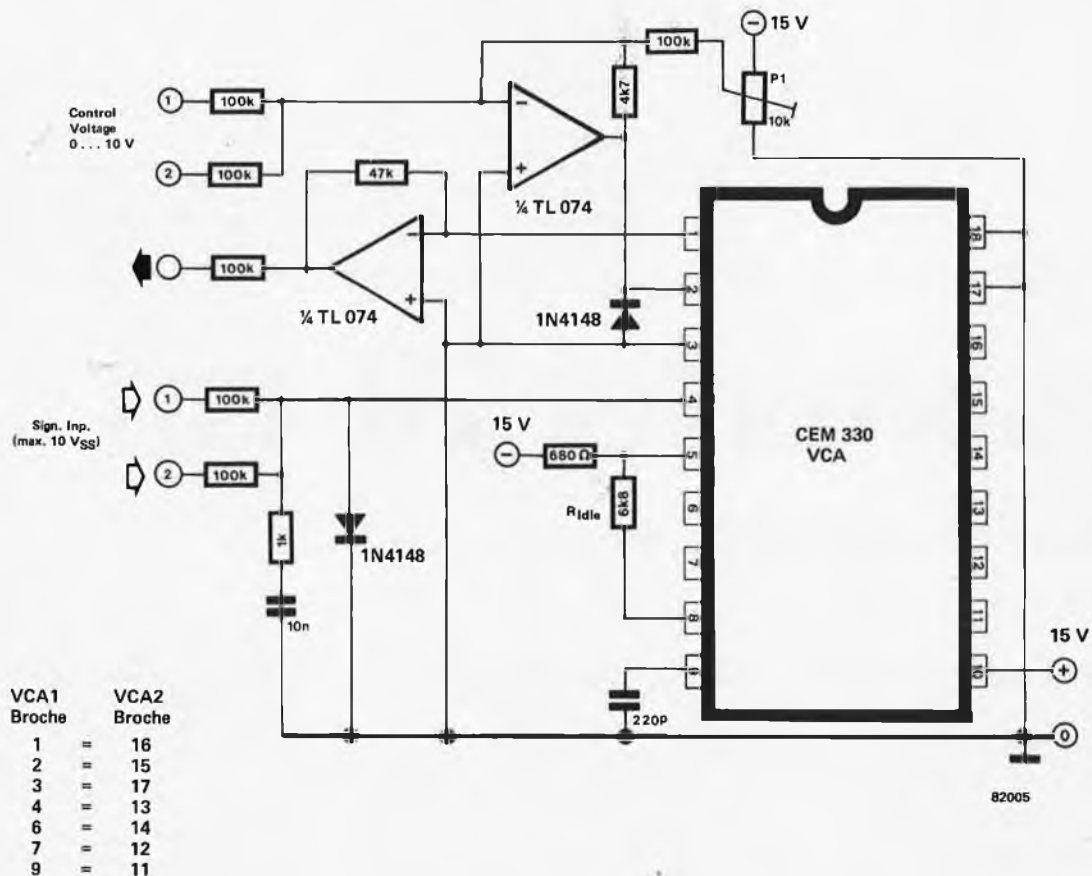 ⊖ 15 V
100k
4k7
P1
10k
Control
Voltage
0 . . . 10 V
1
100k
2
100k
−
+
¼ TL 074
47k
−
+
¼ TL 074
100k
1N4148
1
2
3
4
5
6
7
8
9
18
17
16
15
14
13
12
11
10
CEM 330
VCA
Sign. Inp.
(max. 10 VSS)
1
100k
2
100k
15 V
−
680 Ω
RIdle
6k8
1k
1N4148
10n
220P
15 V
+
0
82005
VCA1 VCA2
Broche Broche
1 = 16
2 = 15
3 = 17
4 = 13
6 = 14
7 = 12
9 = 11